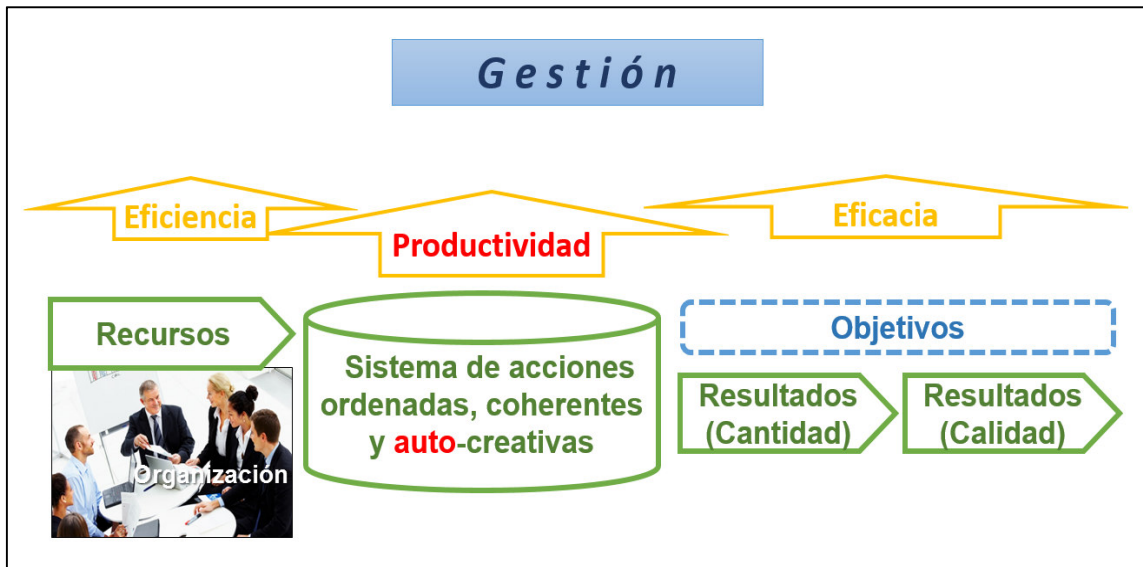 Gestión
Eficiencia
Productividad
Eficacia
Recursos
Organización
Sistema de acciones
ordenadas, coherentes
y auto-creativas
Objetivos
Resultados
(Cantidad)
Resultados
(Calidad)